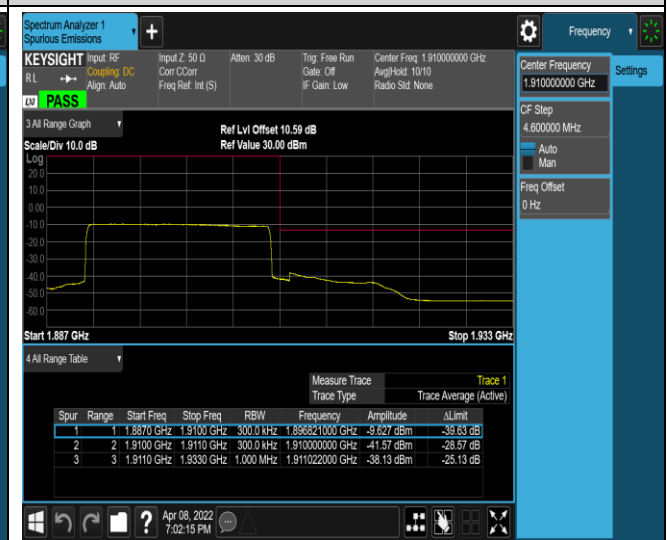 Spectrum Analyzer 1
Spurious Emissions
+
Frequency
KEYSIGHT Input: RF Input Z: 50 Ω Atten: 30 dB Trig: Free Run Center Freq: 1.910000000 GHz
RL Coupling: DC Corr CCorr Gate: Off Avg|Hold: 10/10
Align: Auto Freq Ref: Int (S) IF Gain: Low Radio Std: None
LXI PASS
Center Frequency
1.910000000 GHz
Settings
CF Step
4.600000 MHz
Auto
Man
Freq Offset
0 Hz
3 All Range Graph
Ref Lvl Offset 10.59 dB
Scale/Div 10.0 dB Ref Value 30.00 dBm
Log
20.0
10.0
0.00
-10.0
-20.0
-30.0
-40.0
-50.0
-60.0
Start 1.887 GHz Stop 1.933 GHz
4 All Range Table
Measure Trace Trace 1
Trace Type Trace Average (Active)
Spur Range Start Freq Stop Freq RBW Frequency Amplitude ΔLimit
1 1 1.8870 GHz 1.9100 GHz 300.0 kHz 1.896821000 GHz -9.627 dBm -39.63 dB
2 2 1.9100 GHz 1.9110 GHz 300.0 kHz 1.910000000 GHz -41.57 dBm -28.57 dB
3 3 1.9110 GHz 1.9330 GHz 1.000 MHz 1.911022000 GHz -38.13 dBm -25.13 dB
? Apr 08, 2022
7:02:15 PM